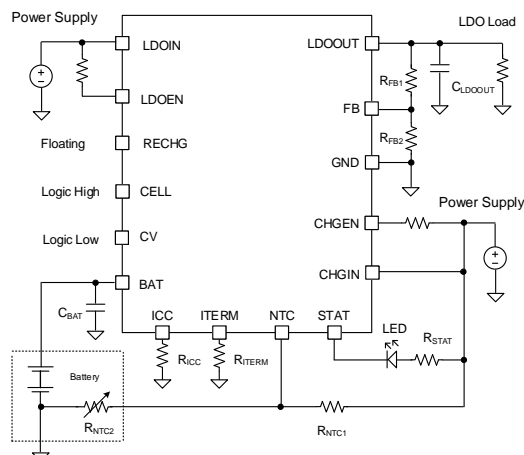 Power Supply
LDOIN
LDOOUT
LDO Load
+
−
RFB1
CLDOOUT
LDOEN
FB
Floating
RECHG
RFB2
GND
Logic High
CELL
Power Supply
CHGEN
Logic Low
CV
+
−
CHGIN
BAT
CBAT
ICC
ITERM
NTC
STAT
LED
RSTAT
RICC
RITERM
Battery
RNTC2
RNTC1